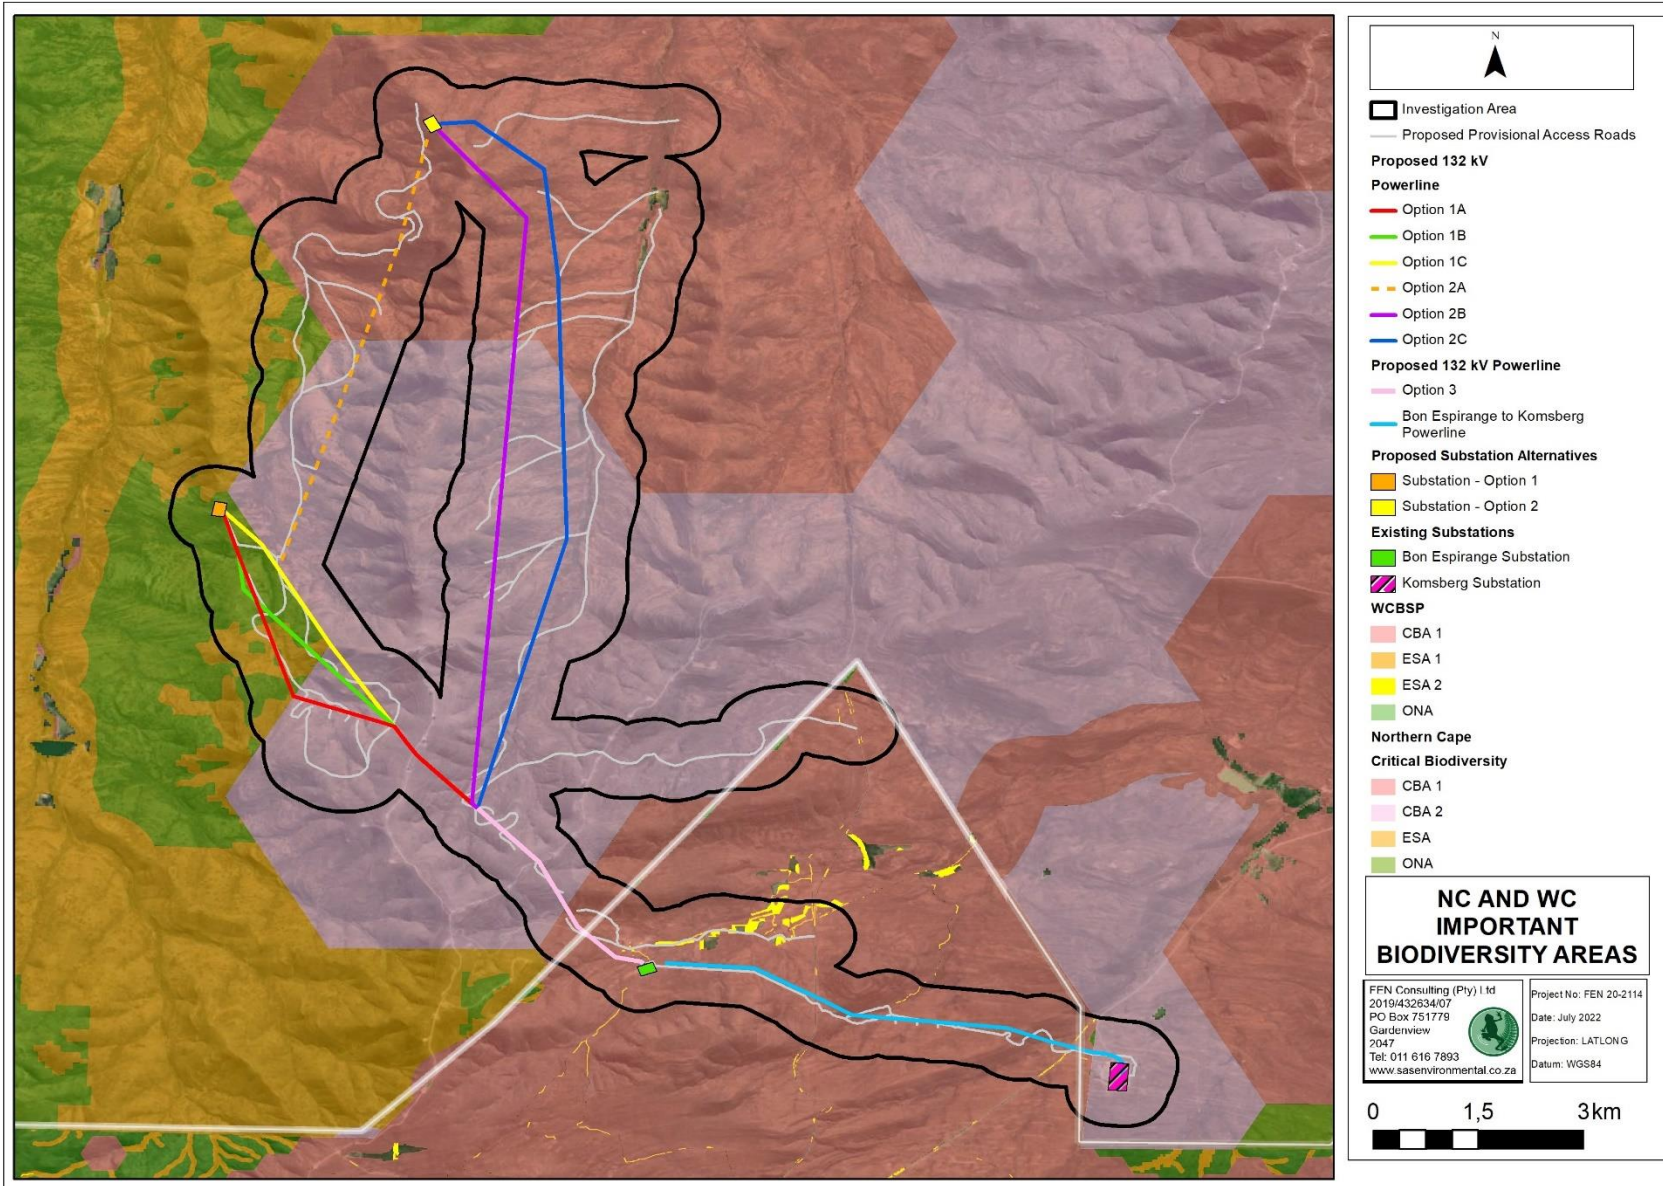 N
Investigation Area
Proposed Provisional Access Roads
Proposed 132 kV
Powerline
Option 1A
Option 1B
Option 1C
Option 2A
Option 2B
Option 2C
Proposed 132 kV Powerline
Option 3
Bon Espirange to Komsberg
Powerline
Proposed Substation Alternatives
Substation - Option 1
Substation - Option 2
Existing Substations
Bon Espirange Substation
Komsberg Substation
WCBSP
CBA 1
ESA 1
ESA 2
ONA
Northern Cape
Critical Biodiversity
CBA 1
CBA 2
ESA
ONA
NC AND WC
IMPORTANT
BIODIVERSITY AREAS
FEN Consulting (Pty) Ltd
2019/432634/07
PO Box 751779
Gardenview
2047
Tel: 011 616 7893
www.sasenvironmental.co.za
Project No: FEN 20-2114
Date: July 2022
Projection: LATLONG
Datum: WGS84
0 1,5 3km